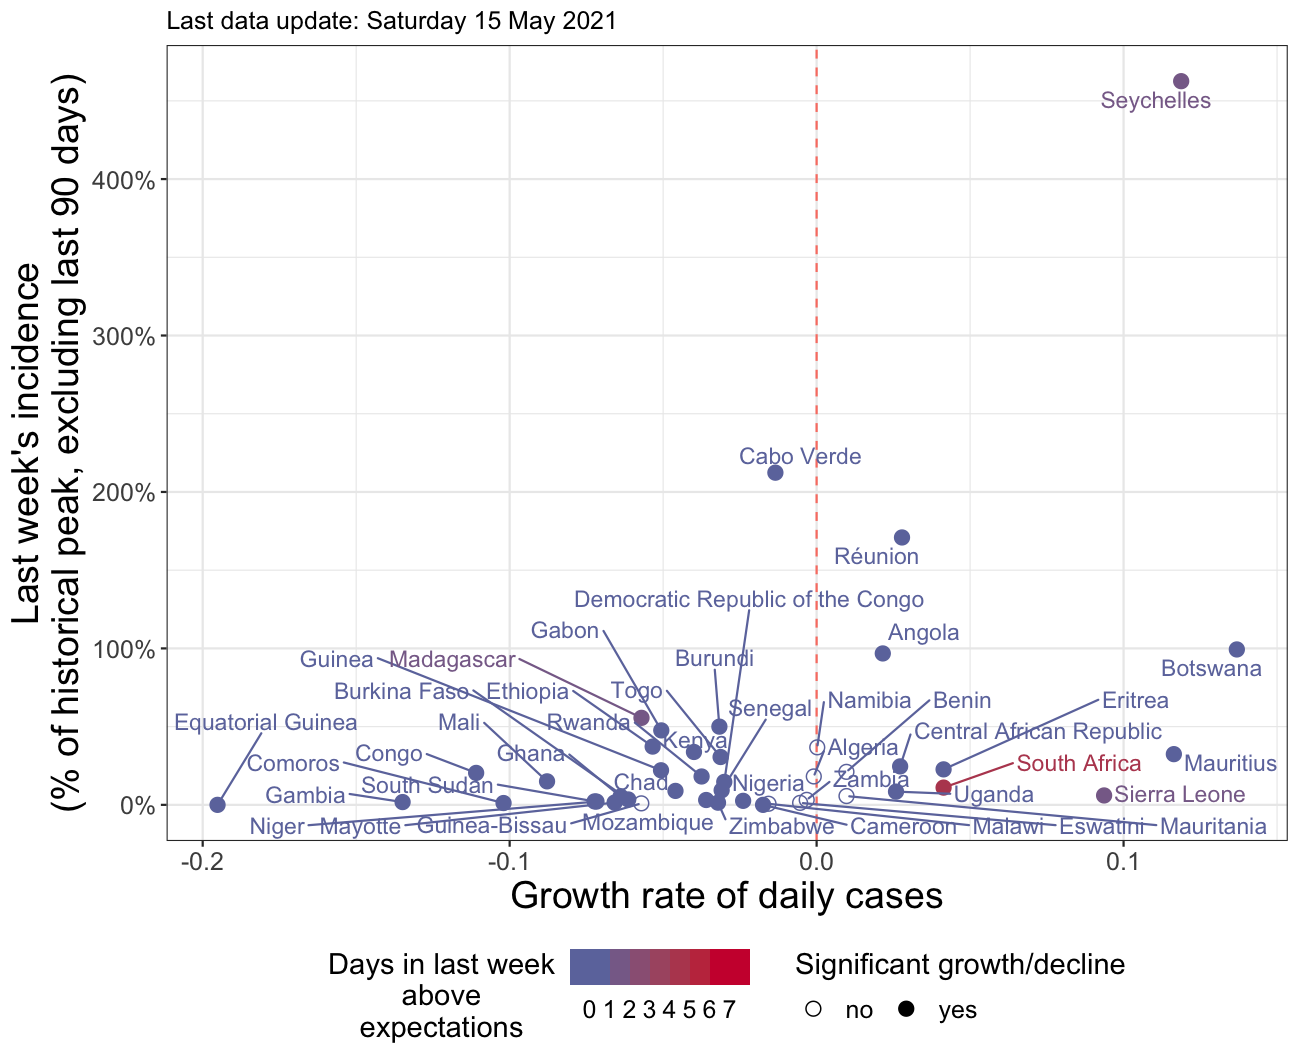 Last data update: Saturday 15 May 2021
Last week's incidence
(% of historical peak, excluding last 90 days)
400%
300%
200%
100%
0%
Seychelles
Cabo Verde
Réunion
Democratic Republic of the Congo
Gabon
Angola
Guinea
Madagascar
Burundi
Botswana
Burkina Faso
Ethiopia
Togo
Senegal
Namibia
Benin
Eritrea
Equatorial Guinea
Mali
Rwanda
Kenya
Central African Republic
Comoros
Congo
Ghana
Algeria
South Africa
Mauritius
Gambia
South Sudan
Chad
Nigeria
Zambia
Uganda
Sierra Leone
Niger
Mayotte
Guinea-Bissau
Mozambique
Zimbabwe
Cameroon
Malawi
Eswatini
Mauritania
-0.2
-0.1
0.0
0.1
Growth rate of daily cases
Days in last week
above
expectations
0 1 2 3 4 5 6 7
Significant growth/decline
no
yes